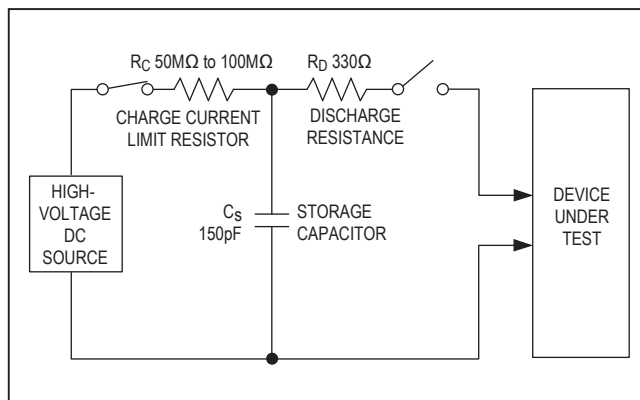 RC 50MΩ to 100MΩ
CHARGE CURRENT
LIMIT RESISTOR
RD 330Ω
DISCHARGE
RESISTANCE
HIGH-
VOLTAGE
DC
SOURCE
Cs
150pF
STORAGE
CAPACITOR
DEVICE
UNDER
TEST